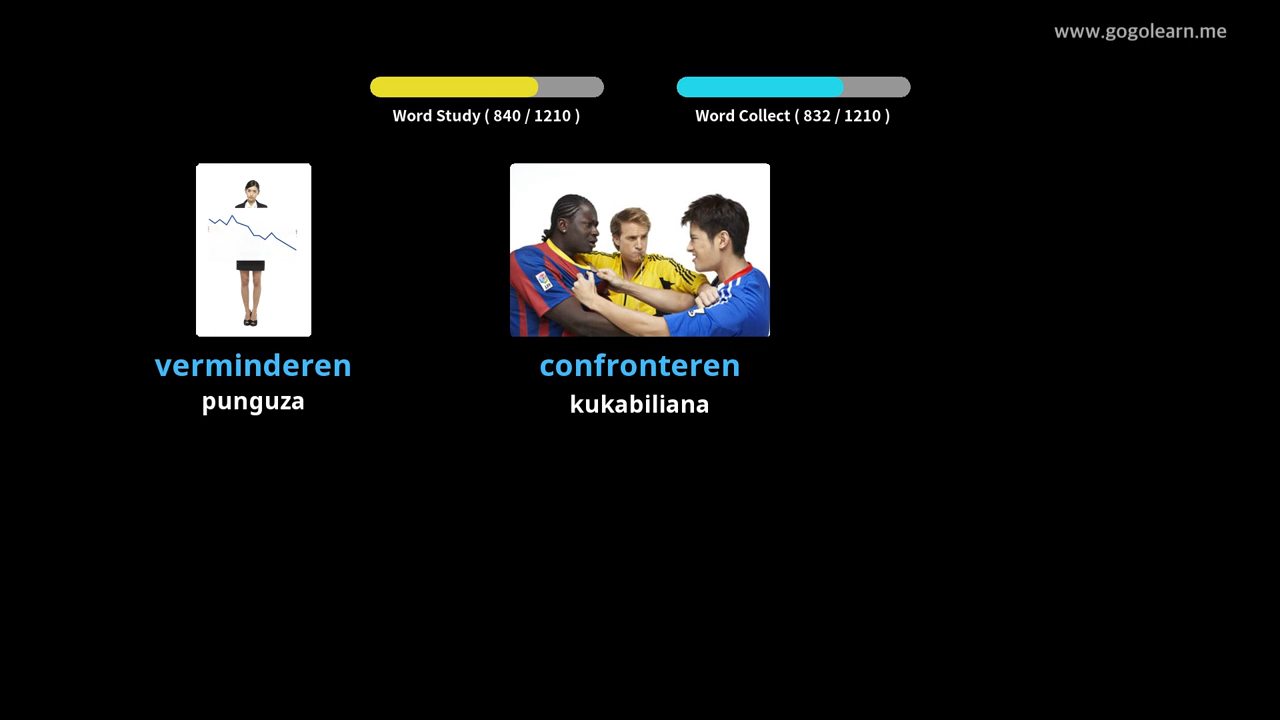 www.gogolearn.me
Word Study ( 840 / 1210 )
Word Collect ( 832 / 1210 )
verminderen
punguza
confronteren
kukabiliana